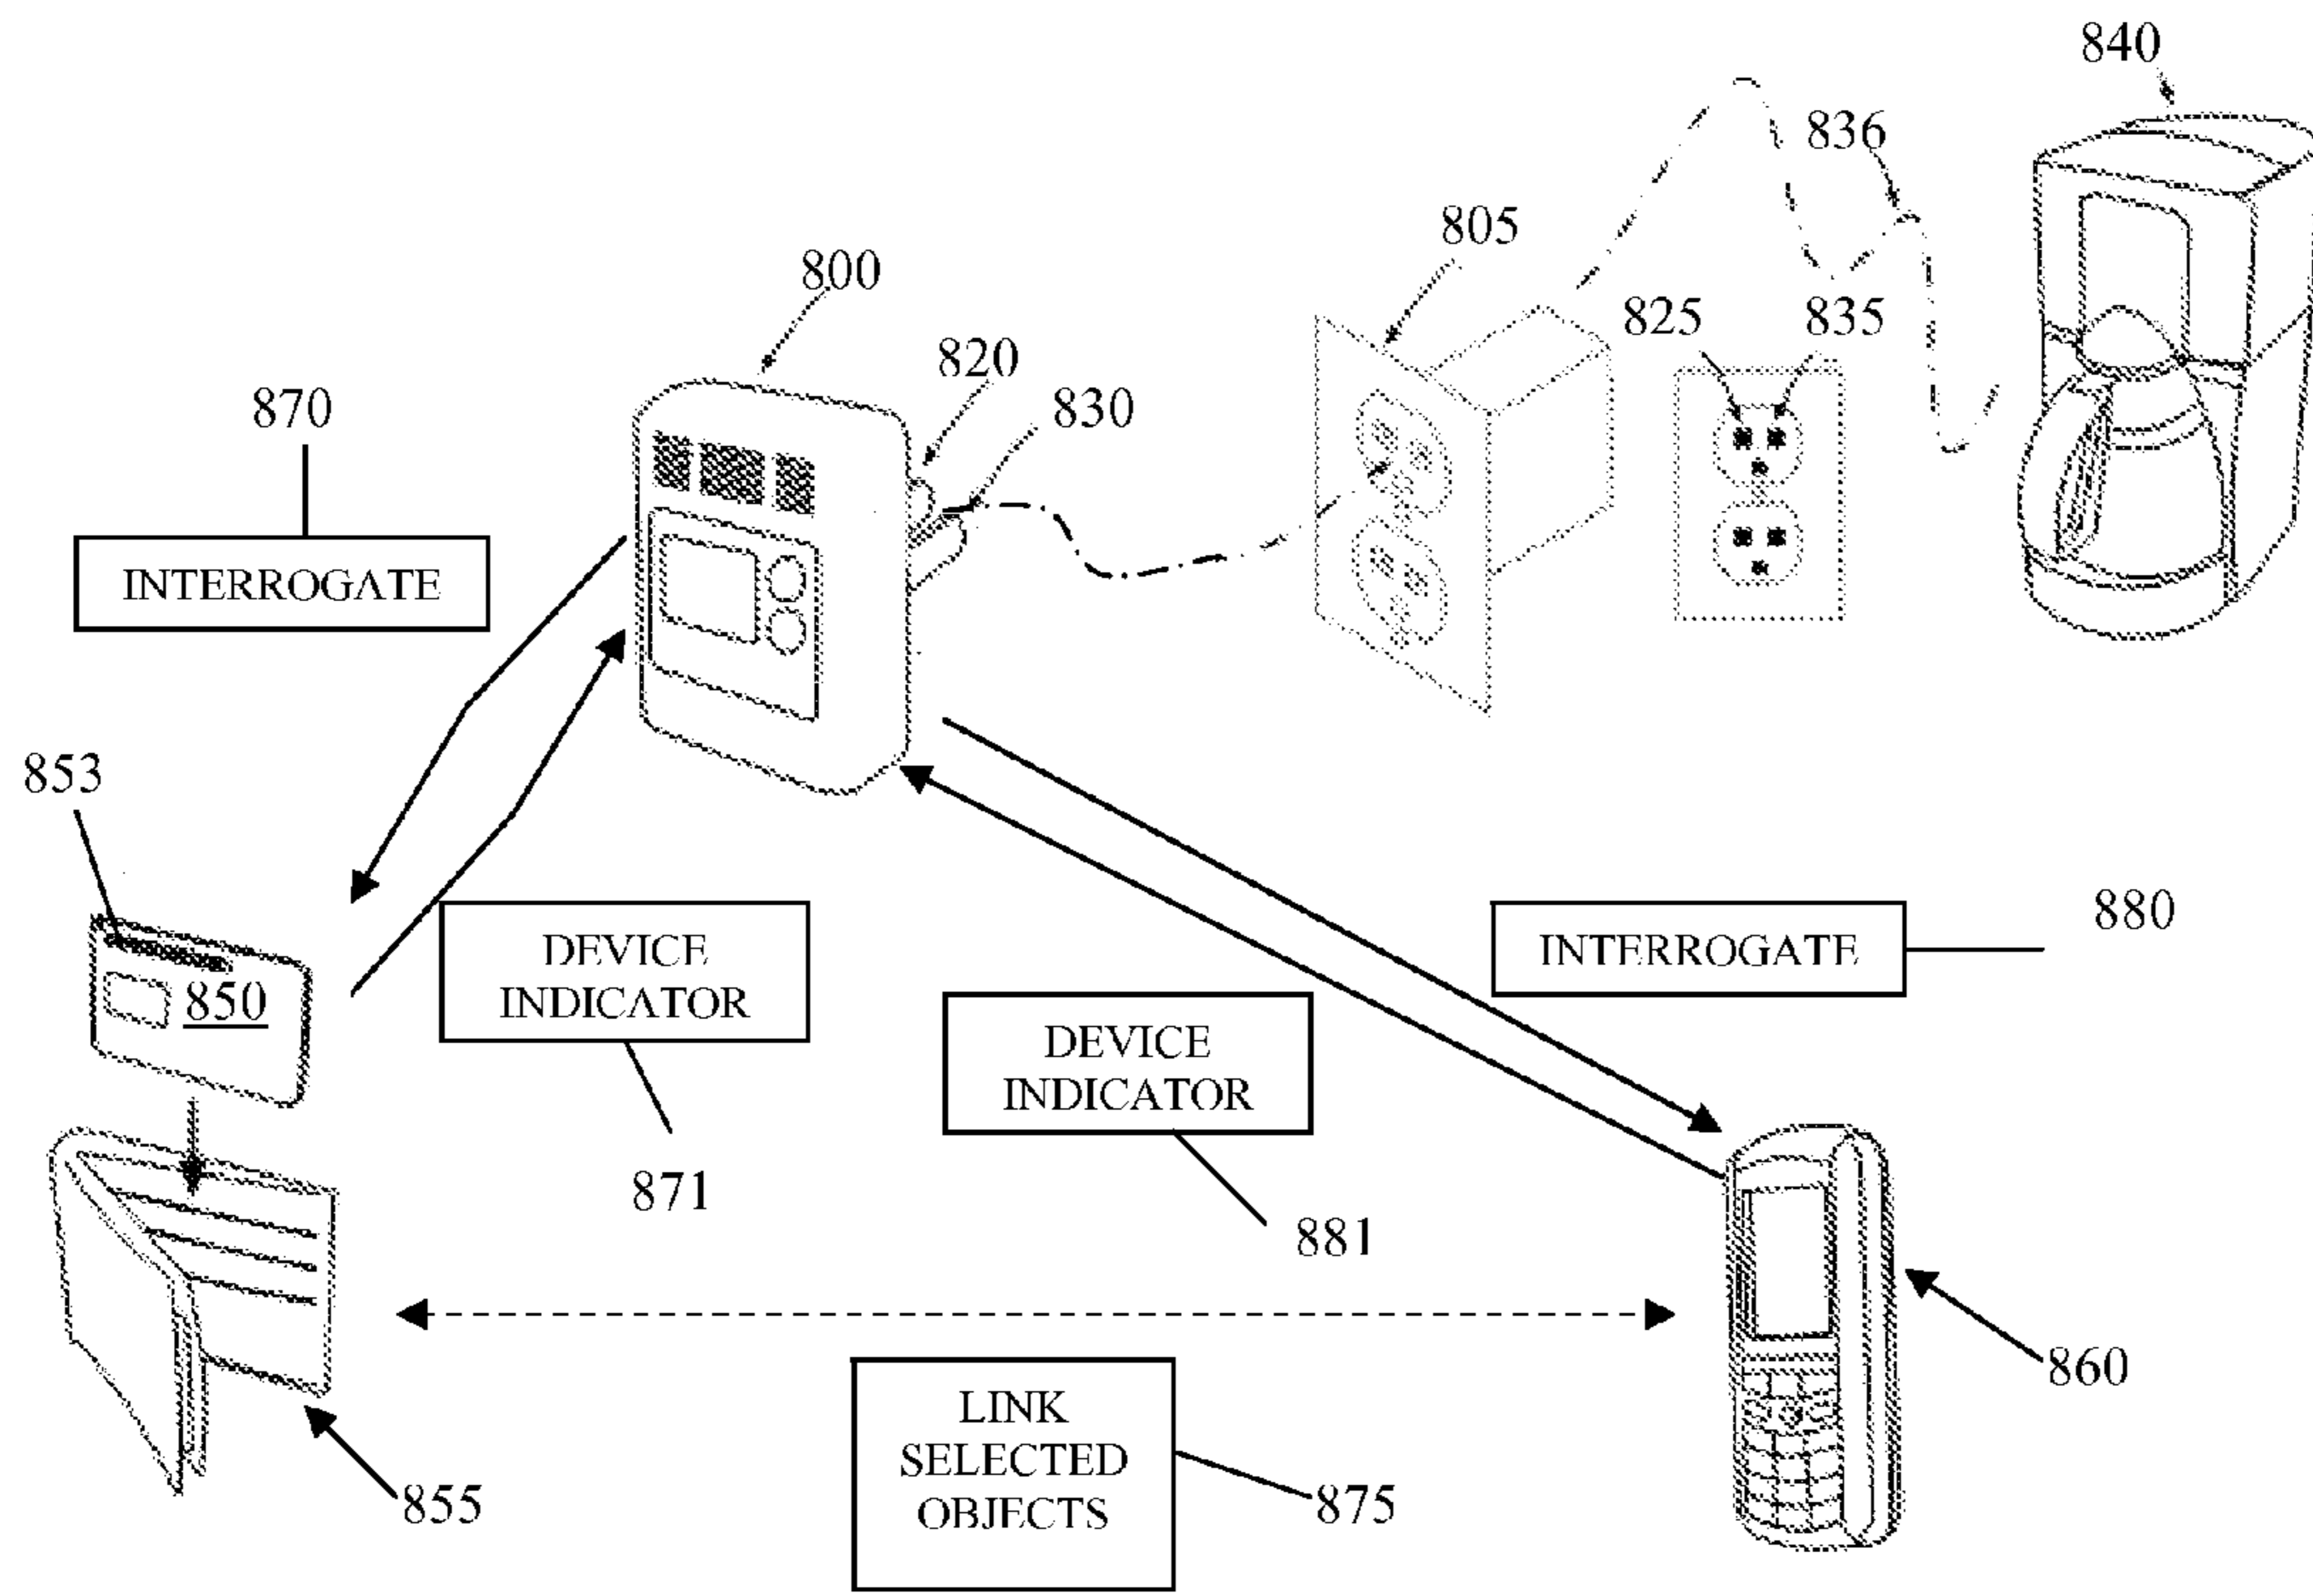 840
836
805
800
825
835
820
830
870
INTERROGATE
853
880
DEVICE
INDICATOR
INTERROGATE
850
DEVICE
INDICATOR
871
881
860
LINK
SELECTED
OBJECTS
855
875